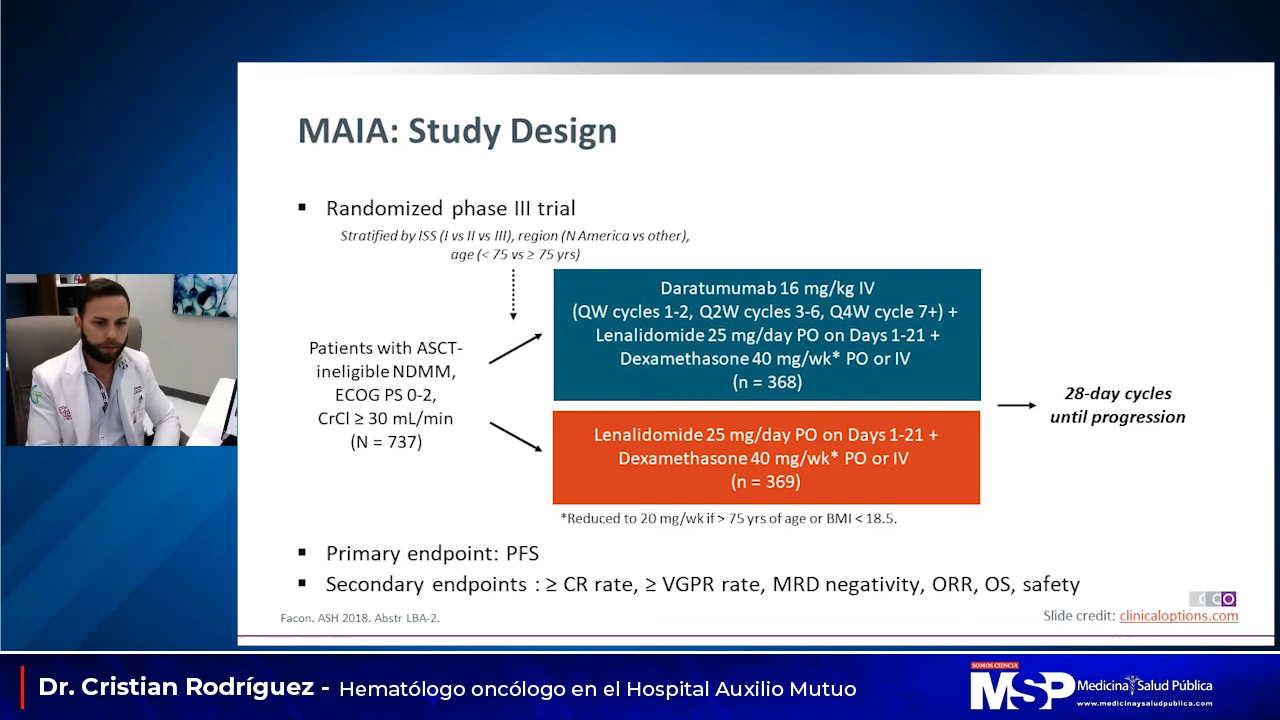 MAIA: Study Design
▪ Randomized phase III trial
Stratified by ISS (I vs II vs III), region (N America vs other),
age (< 75 vs ≥ 75 yrs)
Patients with ASCT-
ineligible NDMM,
ECOG PS 0-2,
CrCl ≥ 30 mL/min
(N = 737)
Daratumumab 16 mg/kg IV
(QW cycles 1-2, Q2W cycles 3-6, Q4W cycle 7+) +
Lenalidomide 25 mg/day PO on Days 1-21 +
Dexamethasone 40 mg/wk* PO or IV
(n = 368)
Lenalidomide 25 mg/day PO on Days 1-21 +
Dexamethasone 40 mg/wk* PO or IV
(n = 369)
28-day cycles
until progression
*Reduced to 20 mg/wk if > 75 yrs of age or BMI < 18.5.
▪ Primary endpoint: PFS
▪ Secondary endpoints : ≥ CR rate, ≥ VGPR rate, MRD negativity, ORR, OS, safety
CCO
Facon. ASH 2018. Abstr LBA-2.
Slide credit: clinicaloptions.com
Dr. Cristian Rodríguez - Hematólogo oncólogo en el Hospital Auxilio Mutuo
SOMOS CIENCIA
MSP Medicina y Salud Pública
www.medicinaysaludpublica.com